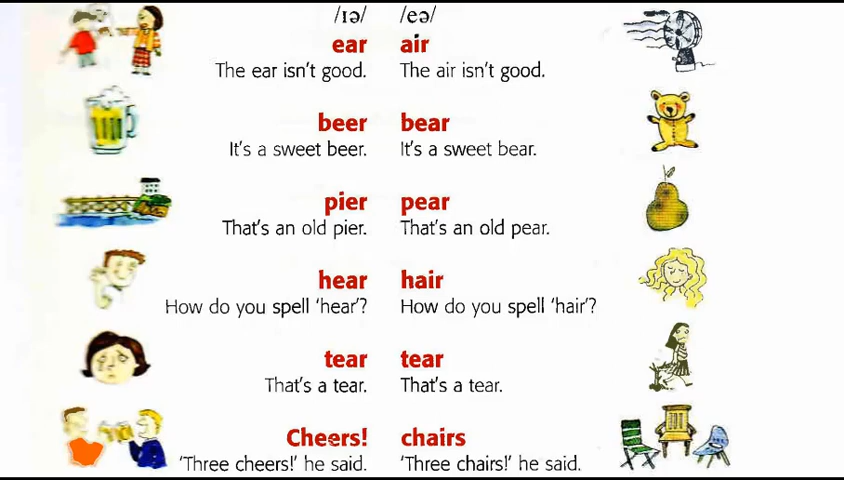 /ɪə/ /eə/
ear air
The ear isn't good. The air isn't good.
beer bear
It's a sweet beer. It's a sweet bear.
pier pear
That's an old pier. That's an old pear.
hear hair
How do you spell 'hear'? How do you spell 'hair'?
tear tear
That's a tear. That's a tear.
Cheers! chairs
'Three cheers!' he said. 'Three chairs!' he said.